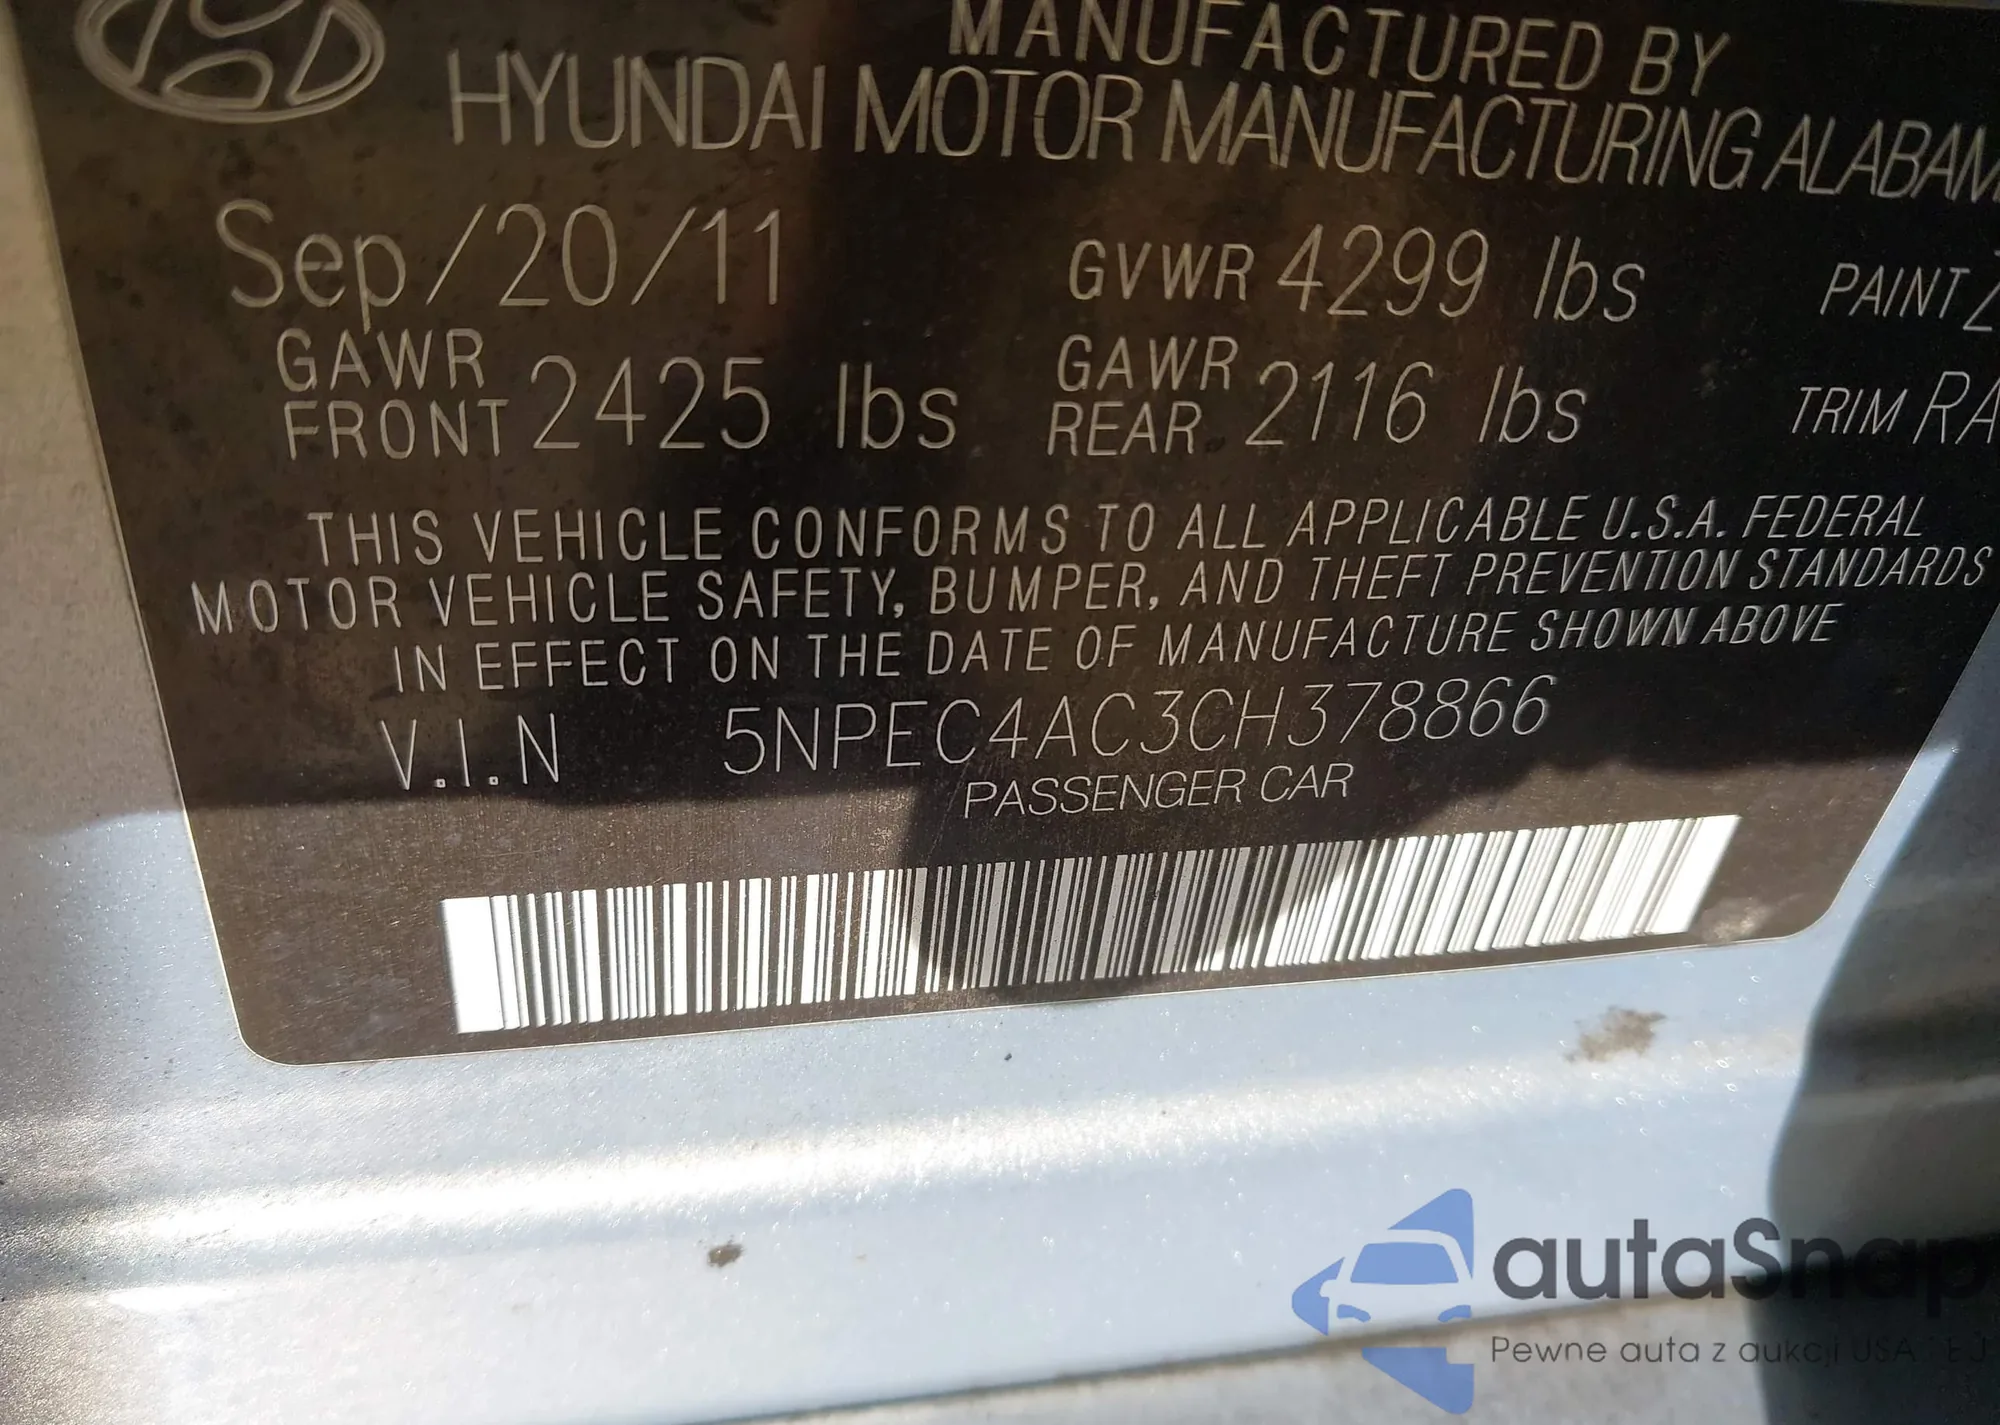 MANUFACTURED BY
HYUNDAI MOTOR MANUFACTURING ALABAM
Sep/20/11 GVWR 4299 lbs PAINT
GAWR FRONT 2425 lbs GAWR REAR 2116 lbs TRIM RA
THIS VEHICLE CONFORMS TO ALL APPLICABLE U.S.A. FEDERAL
MOTOR VEHICLE SAFETY, BUMPER, AND THEFT PREVENTION STANDARDS
IN EFFECT ON THE DATE OF MANUFACTURE SHOWN ABOVE
V.I.N 5NPEC4AC3CH378866
PASSENGER CAR
autaSnap
Pewne auta z aukcji USA i EJ